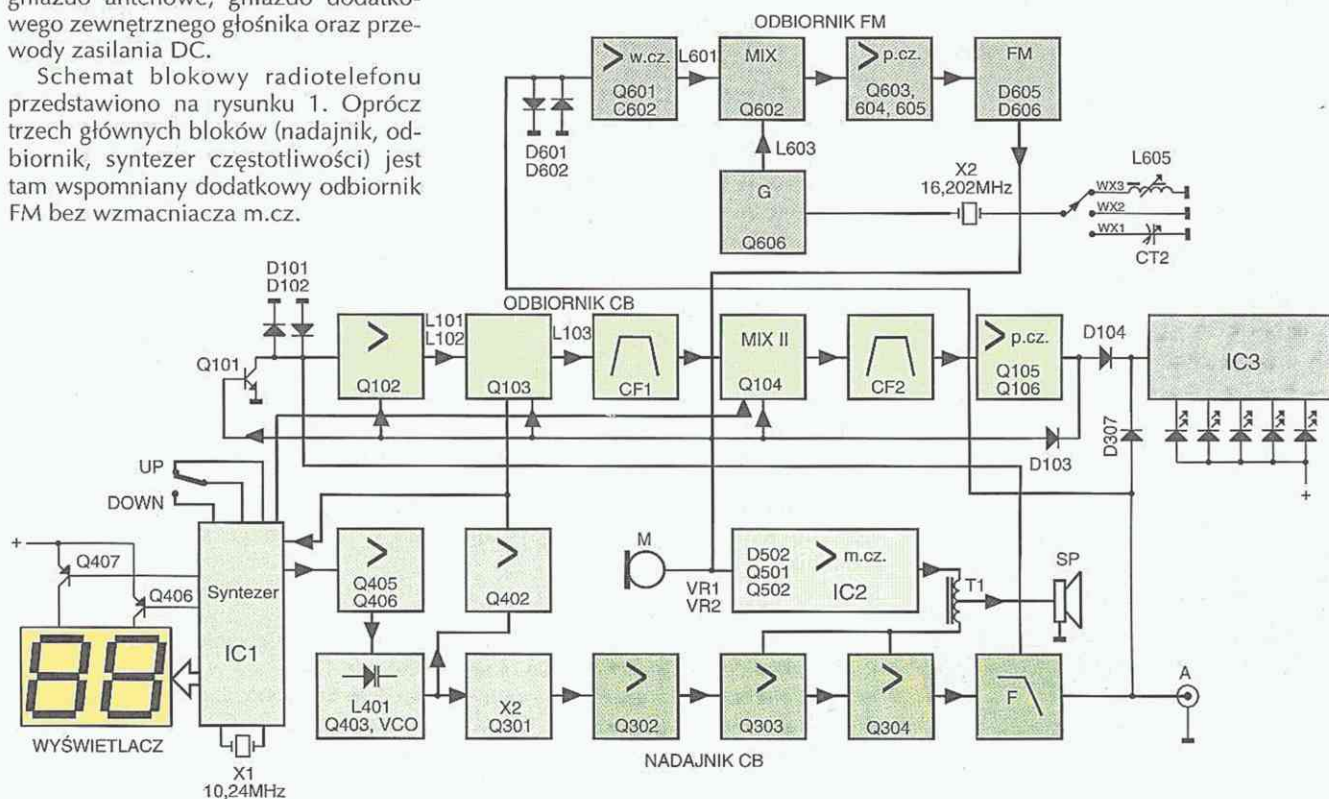 gniazdo antenowe, gniazdo dodatko-
wego zewnętrznego głośnika oraz prze-
wody zasilania DC.
Schemat blokowy radiotelefonu
przedstawiono na rysunku 1. Oprócz
trzech głównych bloków (nadajnik, od-
biornik, syntezer częstotliwości) jest
tam wspomniany dodatkowy odbiornik
FM bez wzmacniacza m.cz.
ODBIORNIK FM
D601
D602
> w.cz.
Q601
C602
L601
MIX
Q602
> p.cz.
Q603,
604, 605
FM
D605
D606
L603
G
Q606
X2
16,202MHz
L605
WX3
WX2
WX1
CT2
D101
D102
ODBIORNIK CB
Q101
>
Q102
L101
L102
Q103
L103
CF1
MIX II
Q104
CF2
> p.cz.
Q105
Q106
D104
IC3
D103
D307
+
UP
DOWN
+
Q407
Q406
Syntezer
IC1
88
WYŚWIETLACZ
X1
10,24MHz
>
Q405
Q406
>
Q402
M
VR1
VR2
D502
Q501
Q502
> m.cz.
IC2
T1
SP
L401
Q403, VCO
X2
Q301
>
Q302
>
Q303
>
Q304
F
A
NADAJNIK CB